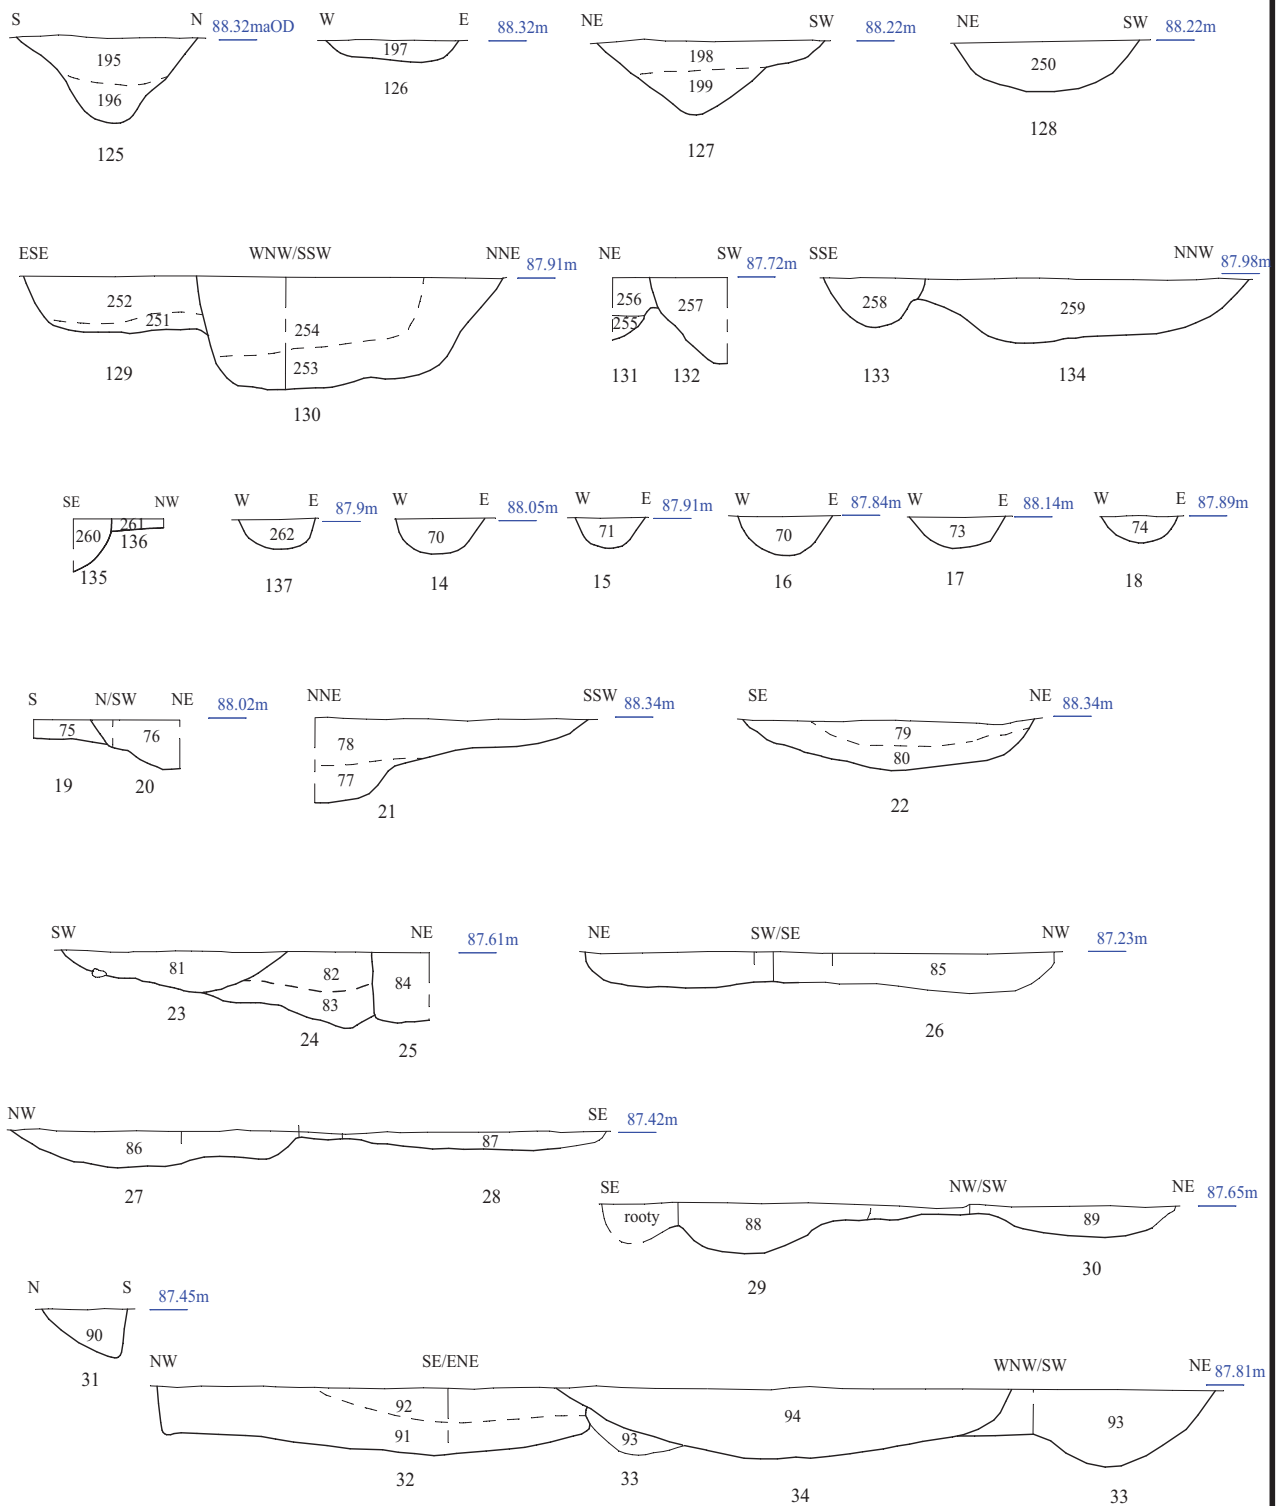 S N 88.32maOD W E 88.32m NE SW 88.22m NE SW 88.22m
195 197 198 250
196 199
125 126 127 128
ESE WNW/SSW NNE 87.91m NE SW 87.72m SSE NNW 87.98m
252 251 254 256 257 258 259
253 255
129 130 131 132 133 134
SE NW W E 87.9m W E 88.05m W E 87.91m W E 87.84m W E 88.14m W E 87.89m
260 261 262 70 71 70 73 74
135 136 137 14 15 16 17 18
S N/SW NE 88.02m NNE SSW 88.34m SE NE 88.34m
75 76 78 79
77 80
19 20 21 22
SW NE 87.61m NE SW/SE NW 87.23m
81 82 84 85
83
23 24 25 26
NW SE 87.42m
86 87
27 28
SE NW/SW NE 87.65m
rooty 88 89
29 30
N S 87.45m
90
31
NW SE/ENE WNW/SW NE 87.81m
92 94 93
91 93
32 33 34 33